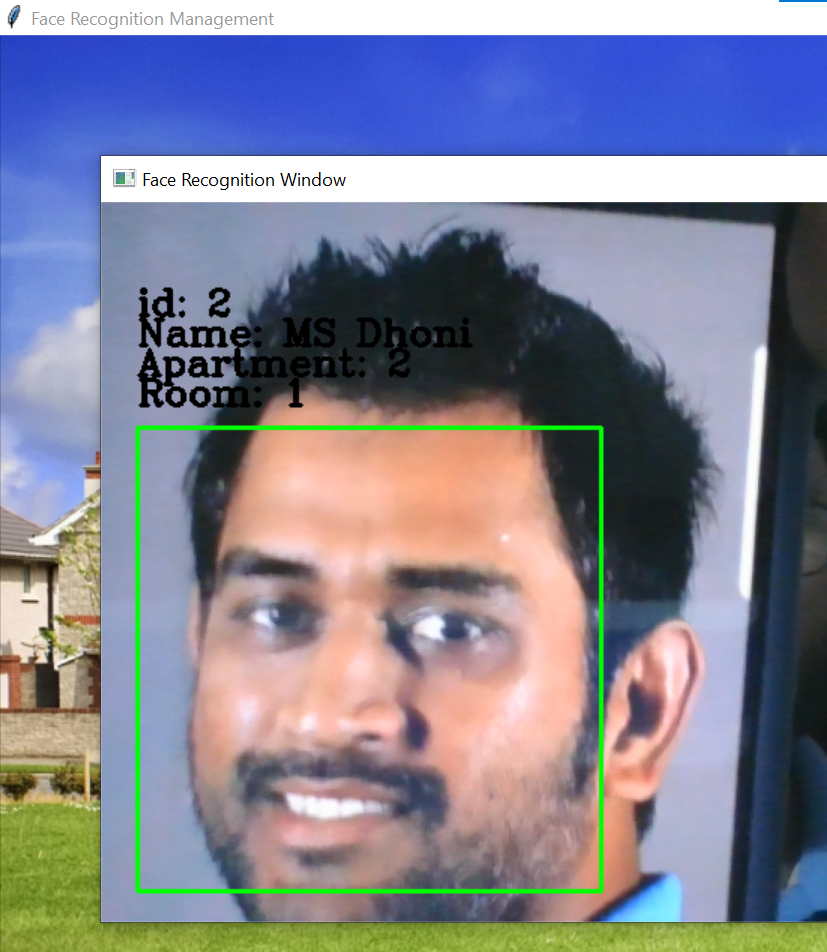 Face Recognition Management
Face Recognition Window
id: 2
Name: MS Dhoni
Apartment: 2
Room: 1